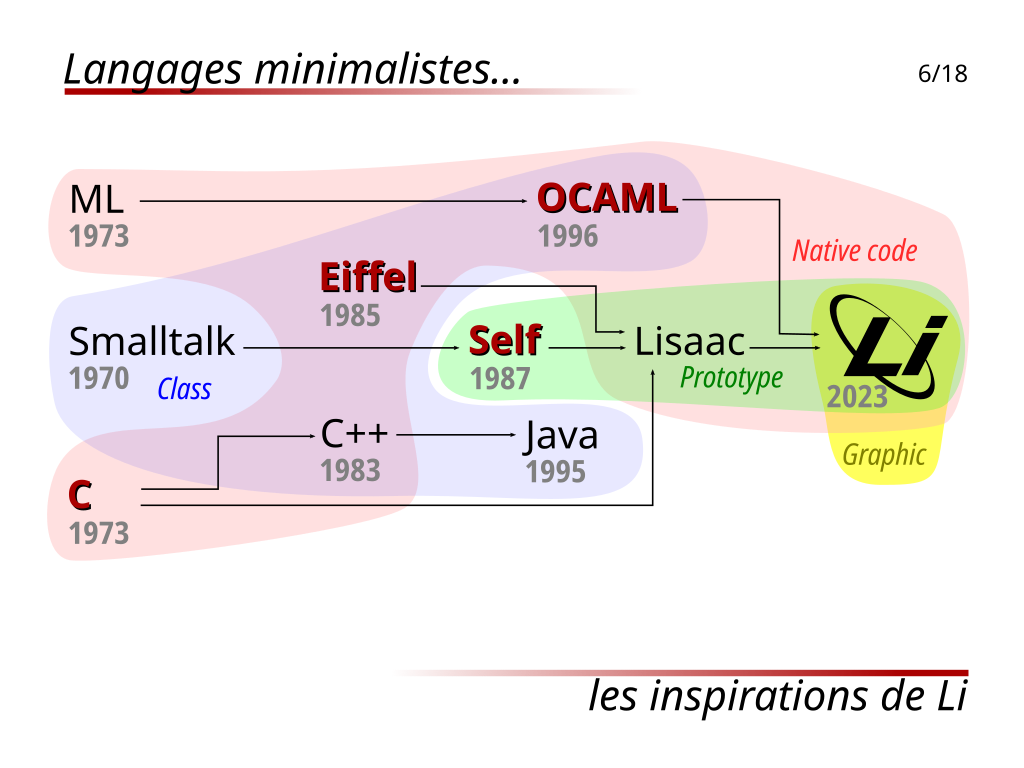 Langages minimalistes...
6/18
ML
1973
OCAML
1996
Native code
Eiffel
1985
Smalltalk
1970
Class
Self
1987
Lisaac
Prototype
Li
2023
C++
1983
Java
1995
Graphic
C
1973
les inspirations de Li